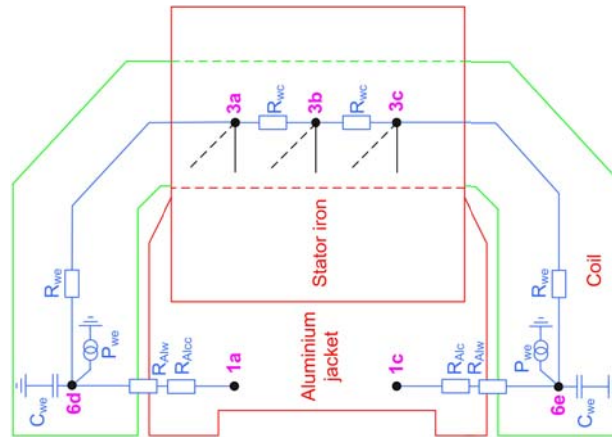 3a
R_wc
3b
R_wc
3c
Stator iron
R_we
R_we
Coil
P_we
C_we
6d
R_Alw
R_Alcc
1a
Aluminium
jacket
1c
R_Alc
R_Alw
P_we
6e
C_we